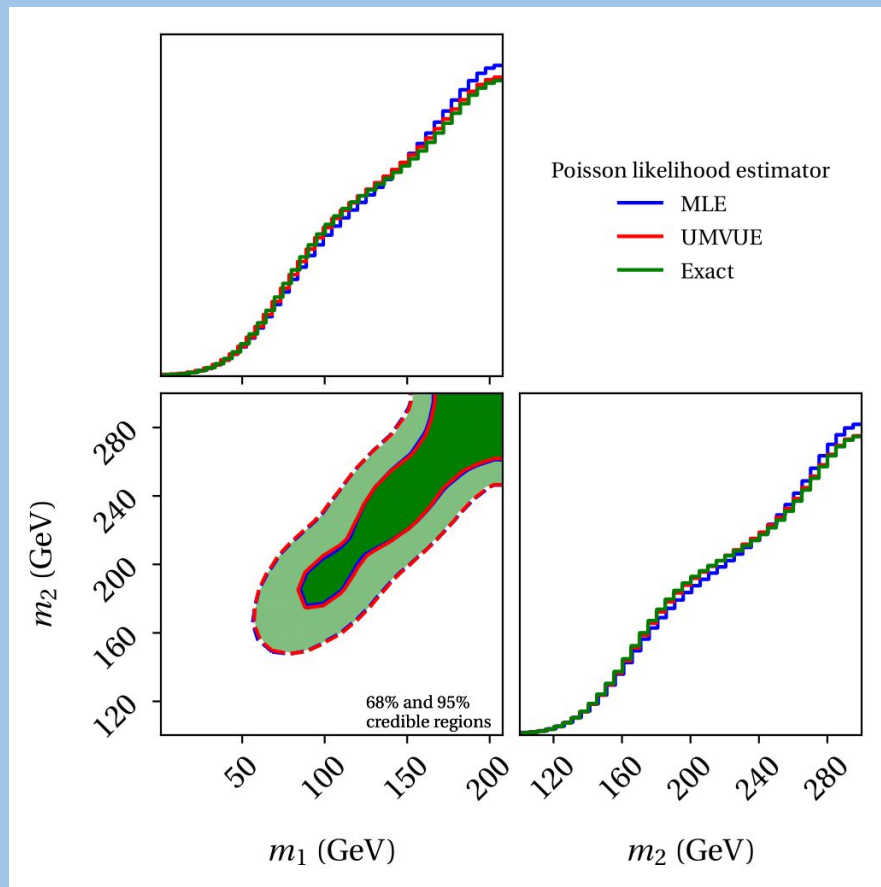 Poisson likelihood estimator
MLE
UMVUE
Exact
280
240
200
160
120
m₂ (GeV)
68% and 95%
credible regions
50
100
150
200
m₁ (GeV)
120
160
200
240
280
m₂ (GeV)